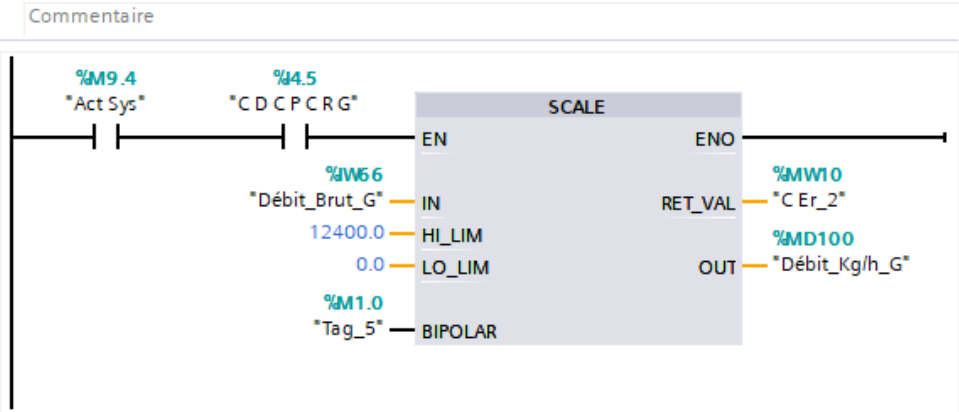 Commentaire
%M9.4 %I4.5
"Act Sys" "C D C P C R G"
SCALE
EN ENO
%IW66 %MW10
"Débit_Brut_G" IN RET_VAL "C Er_2"
12400.0 HI_LIM %MD100
0.0 LO_LIM OUT "Débit_Kg/h_G"
%M1.0
"Tag_5" BIPOLAR